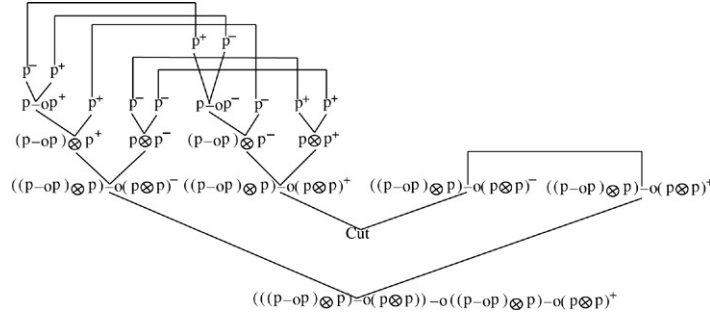 p⁺ p⁻
p⁻ p⁺
p–op⁺ p⁺ p⁻ p⁻ p–op⁻ p⁻ p⁺ p⁺
(p–op)⊗p⁺ p⊗p⁻ (p–op)⊗p⁻ p⊗p⁺
((p–op)⊗p)–o(p⊗p)⁻ ((p–op)⊗p)–o(p⊗p)⁺ ((p–op)⊗p)–o(p⊗p)⁻ ((p–op)⊗p)–o(p⊗p)⁺
Cut
(((p–op)⊗p)–o(p⊗p))–o((p–op)⊗p)–o(p⊗p)⁺